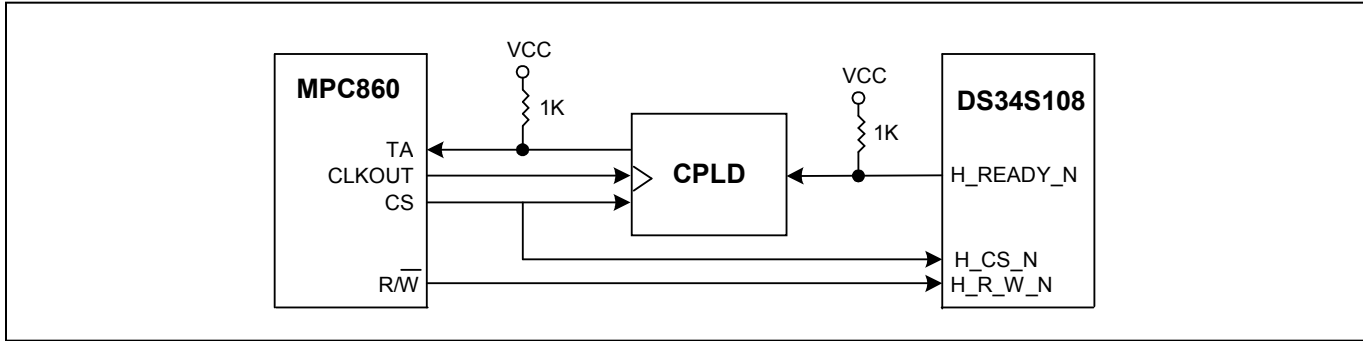 MPC860
VCC
1K
VCC
1K
DS34S108
TA
CLKOUT
CS
R/W̅
CPLD
H_READY_N
H_CS_N
H_R_W_N